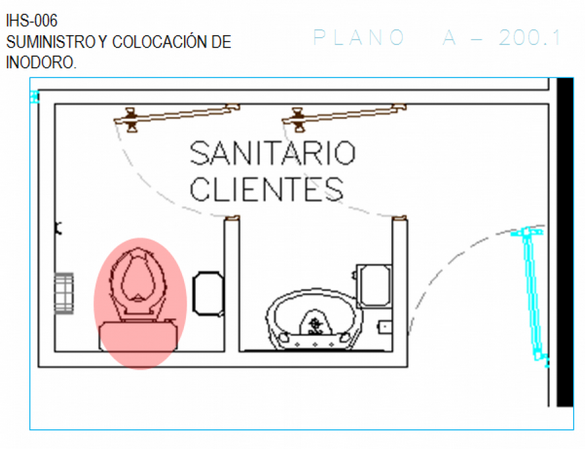 IHS-006
SUMINISTRO Y COLOCACIÓN DE
INODORO.
PLANO A - 200.1
SANITARIO
CLIENTES